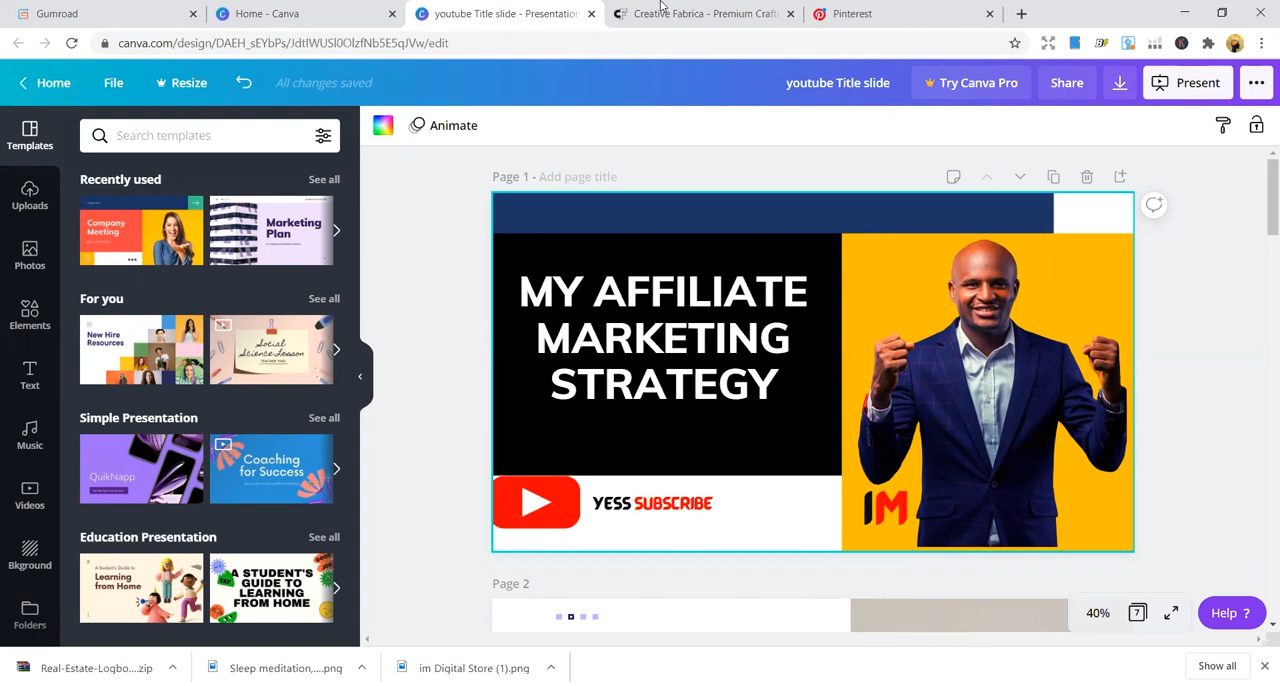 Gumroad
Home - Canva
youtube Title slide - Presentation
Creative Fabrica - Premium Crafti
Pinterest
canva.com/design/DAEH_sEYbPs/JdtIWUSl0OlzfNb5E5qJVw/edit
Home
File
Resize
All changes saved
youtube Title slide
Try Canva Pro
Share
Present
Templates
Uploads
Photos
Elements
Text
Music
Videos
Bkground
Folders
Search templates
Recently used
See all
Company
Meeting
Marketing
Plan
For you
See all
New Hire
Resources
Social
Science Lesson
Simple Presentation
See all
QuikNapp
Coaching
for Success
Education Presentation
See all
A Student's
Guide to
Learning
from Home
A STUDENT'S
GUIDE TO
LEARNING
FROM HOME
Animate
Page 1 - Add page title
MY AFFILIATE
MARKETING
STRATEGY
YESS SUBSCRIBE
IM
Page 2
40%
7
Help ?
Real-Estate-Logbo....zip
Sleep meditation,....png
im Digital Store (1).png
Show all